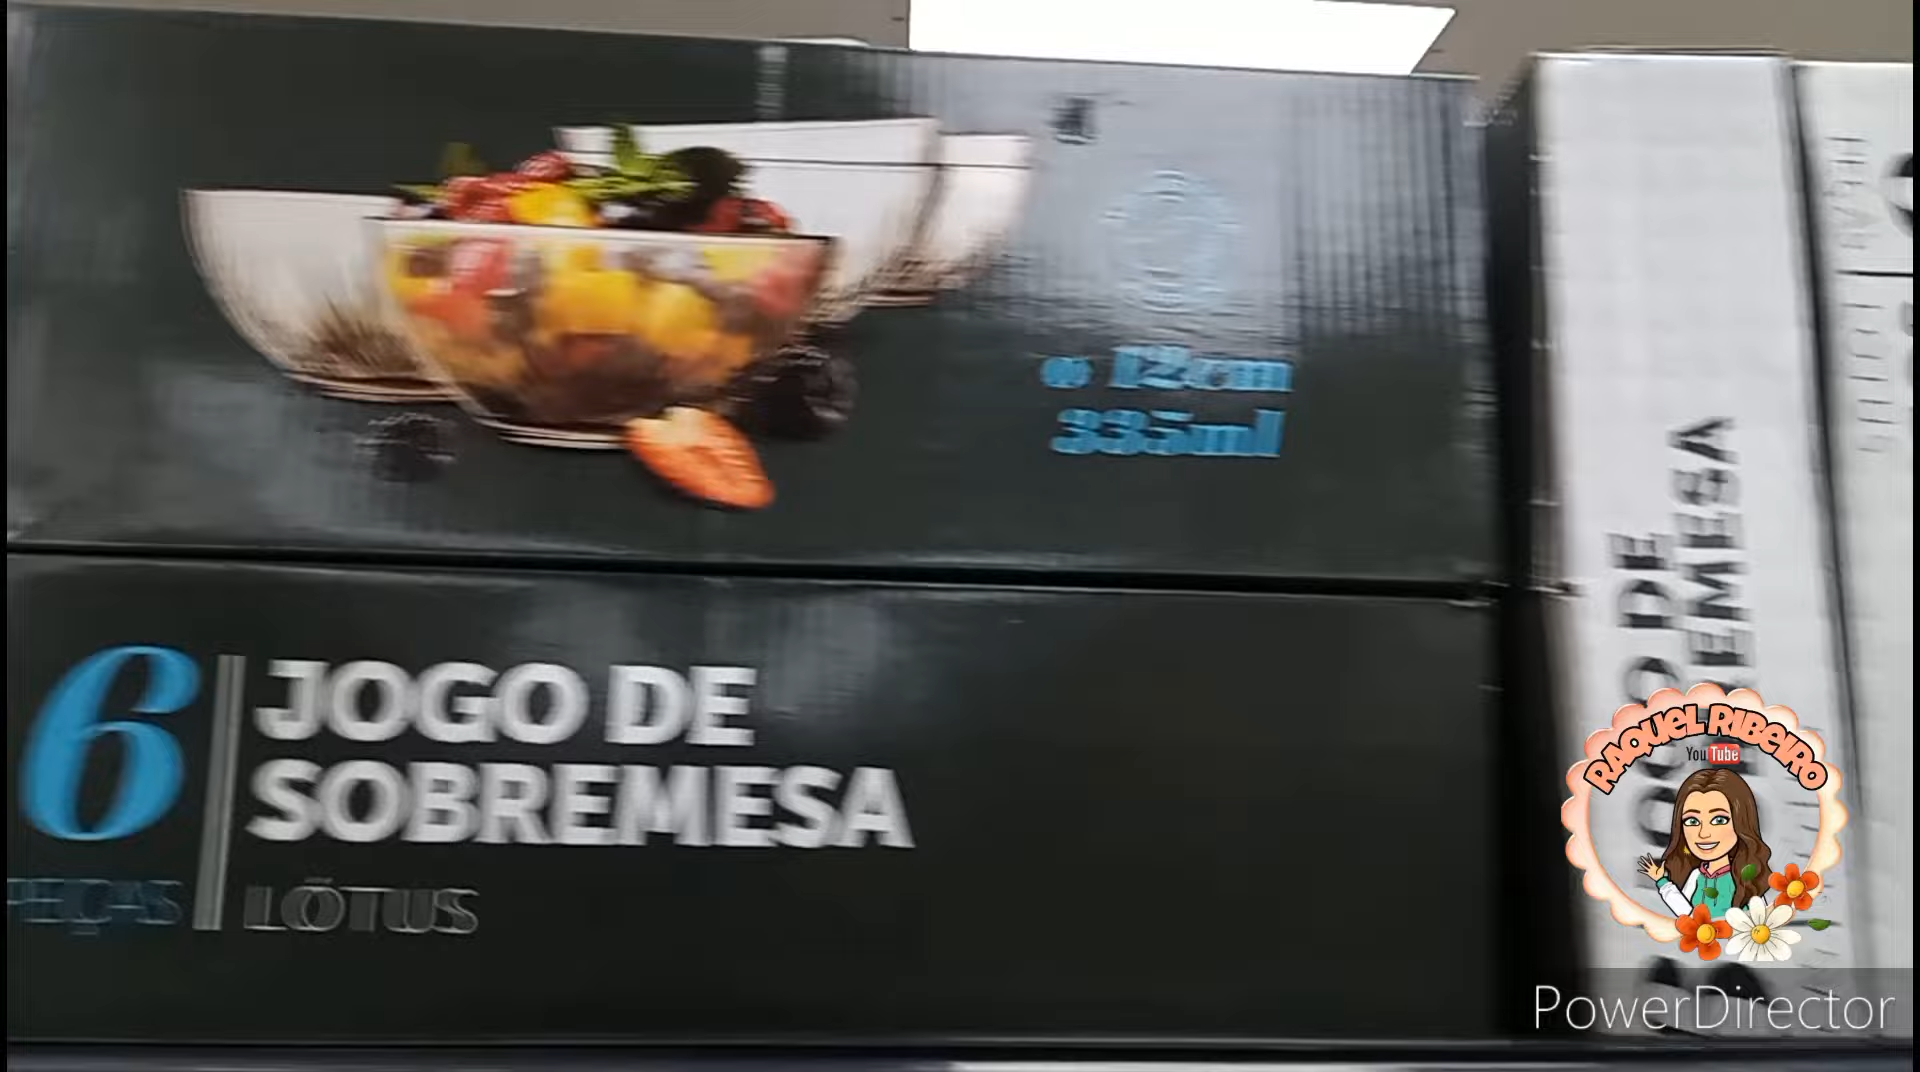 12cm
335ml
6
PEÇAS
JOGO DE
SOBREMESA
LÓTUS
JOGO DE
SOBREMESA
RAQUEL RIBEIRO
YouTube
PowerDirector